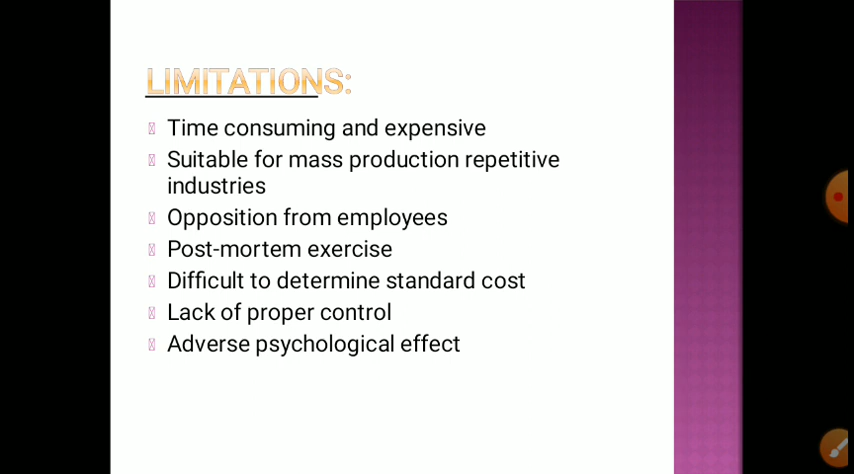 LIMITATIONS:
Time consuming and expensive
Suitable for mass production repetitive
industries
Opposition from employees
Post-mortem exercise
Difficult to determine standard cost
Lack of proper control
Adverse psychological effect